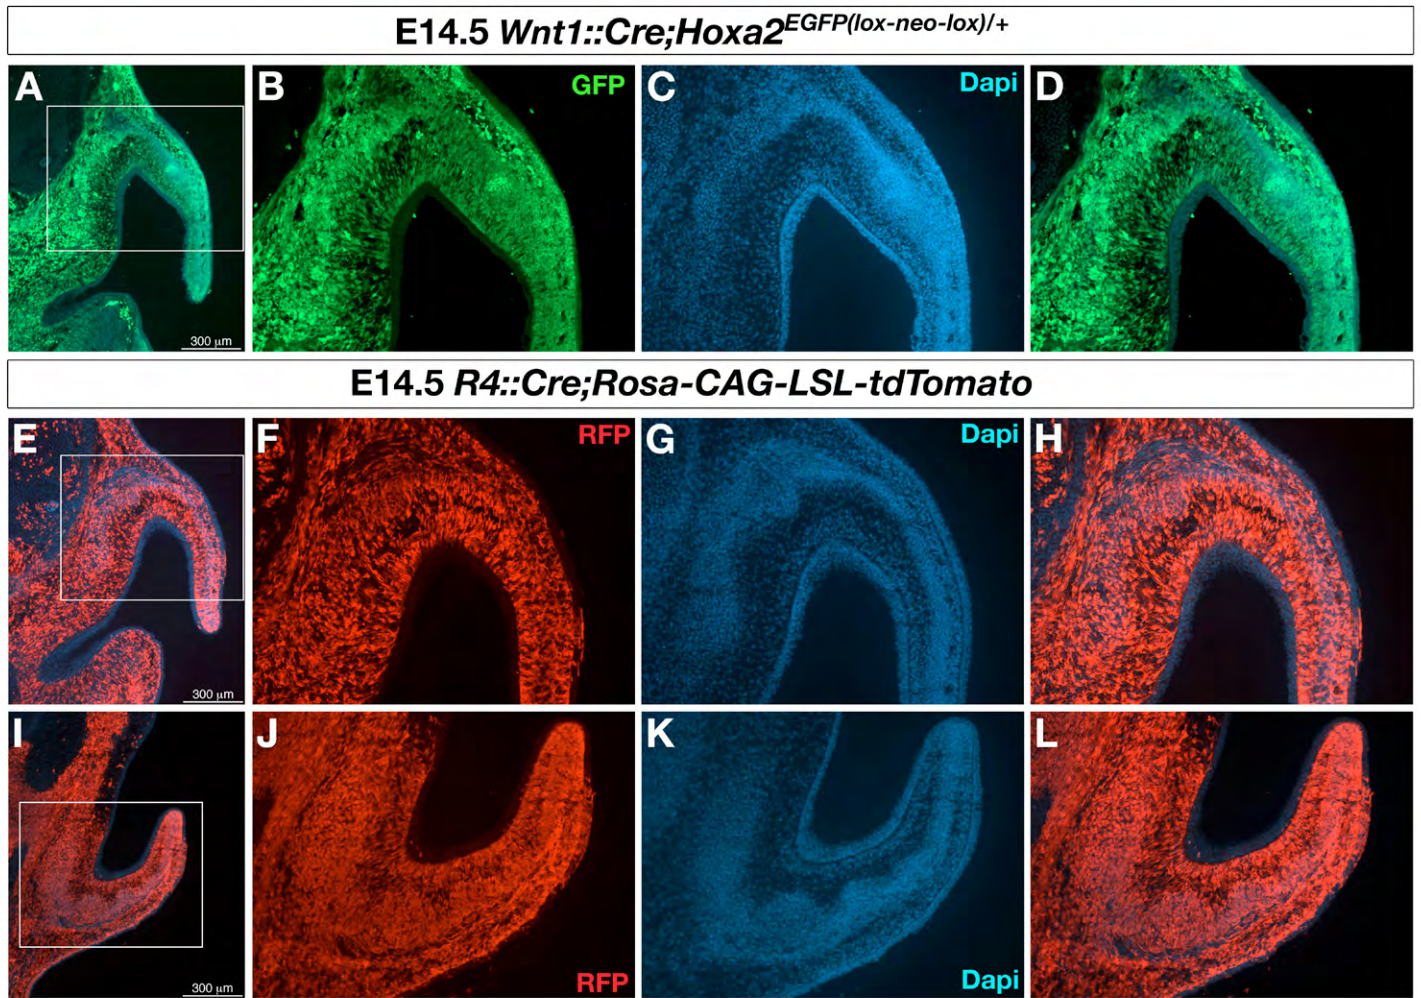 E14.5 Wnt1::Cre;Hoxa2EGFP(lox-neo-lox)/+
A B GFP C Dapi D
300 µm
E14.5 R4::Cre;Rosa-CAG-LSL-tdTomato
E F RFP G Dapi H
300 µm
I J K L
300 µm RFP Dapi